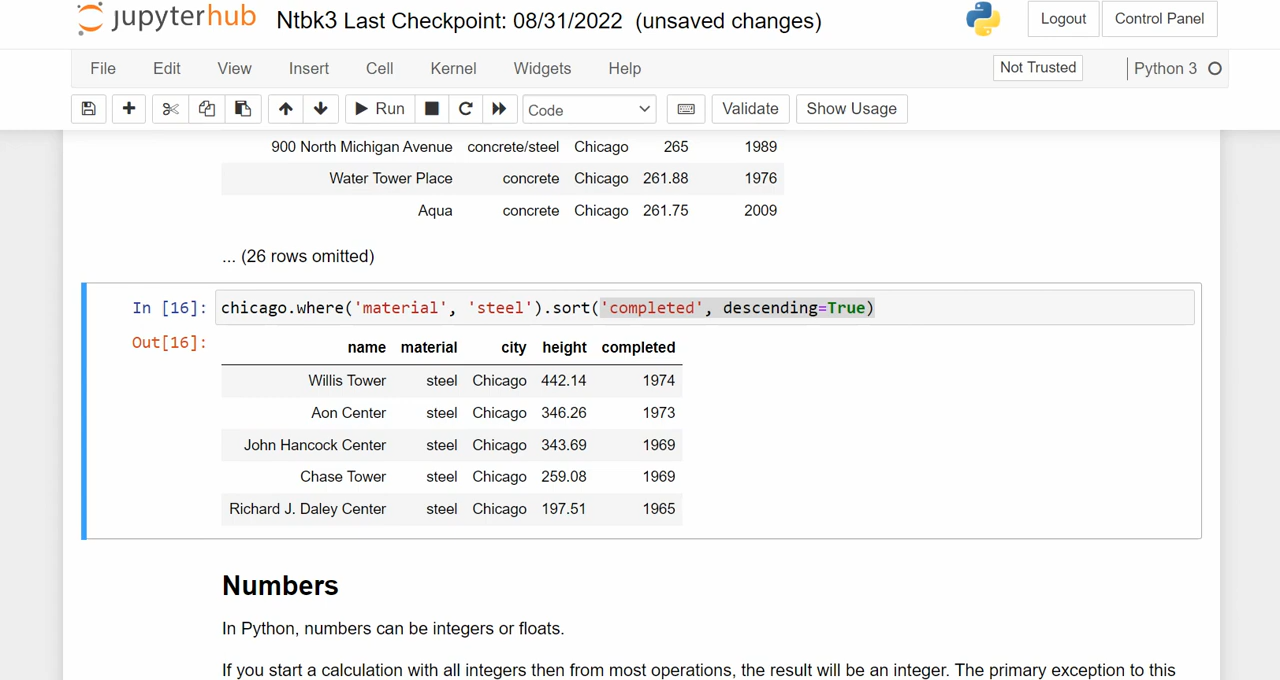 jupyterhub Ntbk3 Last Checkpoint: 08/31/2022 (unsaved changes) Logout Control Panel
File Edit View Insert Cell Kernel Widgets Help Not Trusted Python 3
Run Code Validate Show Usage
900 North Michigan Avenue concrete/steel Chicago 265 1989
Water Tower Place concrete Chicago 261.88 1976
Aqua concrete Chicago 261.75 2009
... (26 rows omitted)
In [16]: chicago.where('material', 'steel').sort('completed', descending=True)
Out[16]:
name material city height completed
Willis Tower steel Chicago 442.14 1974
Aon Center steel Chicago 346.26 1973
John Hancock Center steel Chicago 343.69 1969
Chase Tower steel Chicago 259.08 1969
Richard J. Daley Center steel Chicago 197.51 1965
Numbers
In Python, numbers can be integers or floats.
If you start a calculation with all integers then from most operations, the result will be an integer. The primary exception to this